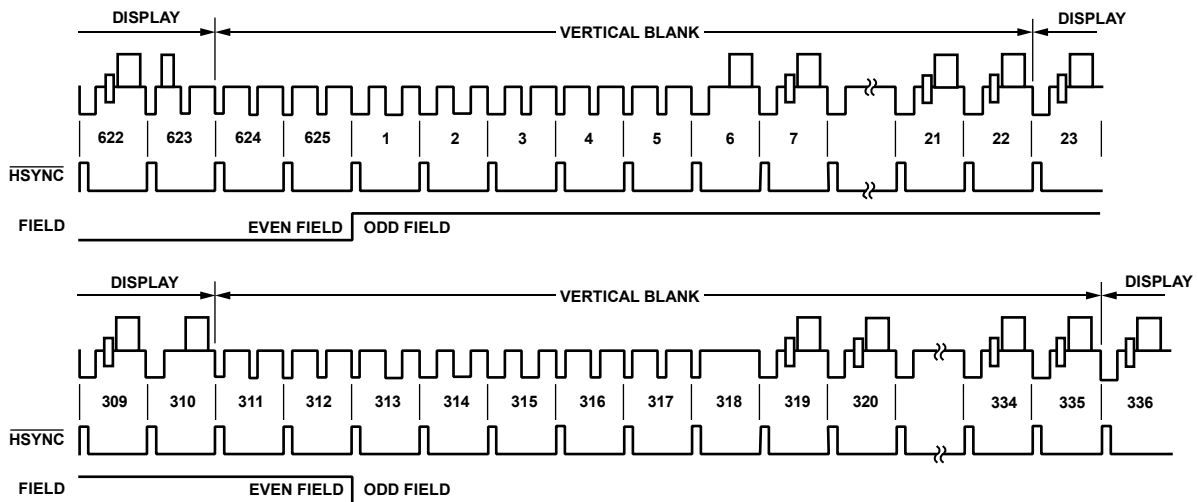 DISPLAY VERTICAL BLANK DISPLAY
622 623 624 625 1 2 3 4 5 6 7 21 22 23
HSYNC
FIELD EVEN FIELD ODD FIELD
DISPLAY VERTICAL BLANK DISPLAY
309 310 311 312 313 314 315 316 317 318 319 320 334 335 336
HSYNC
FIELD EVEN FIELD ODD FIELD